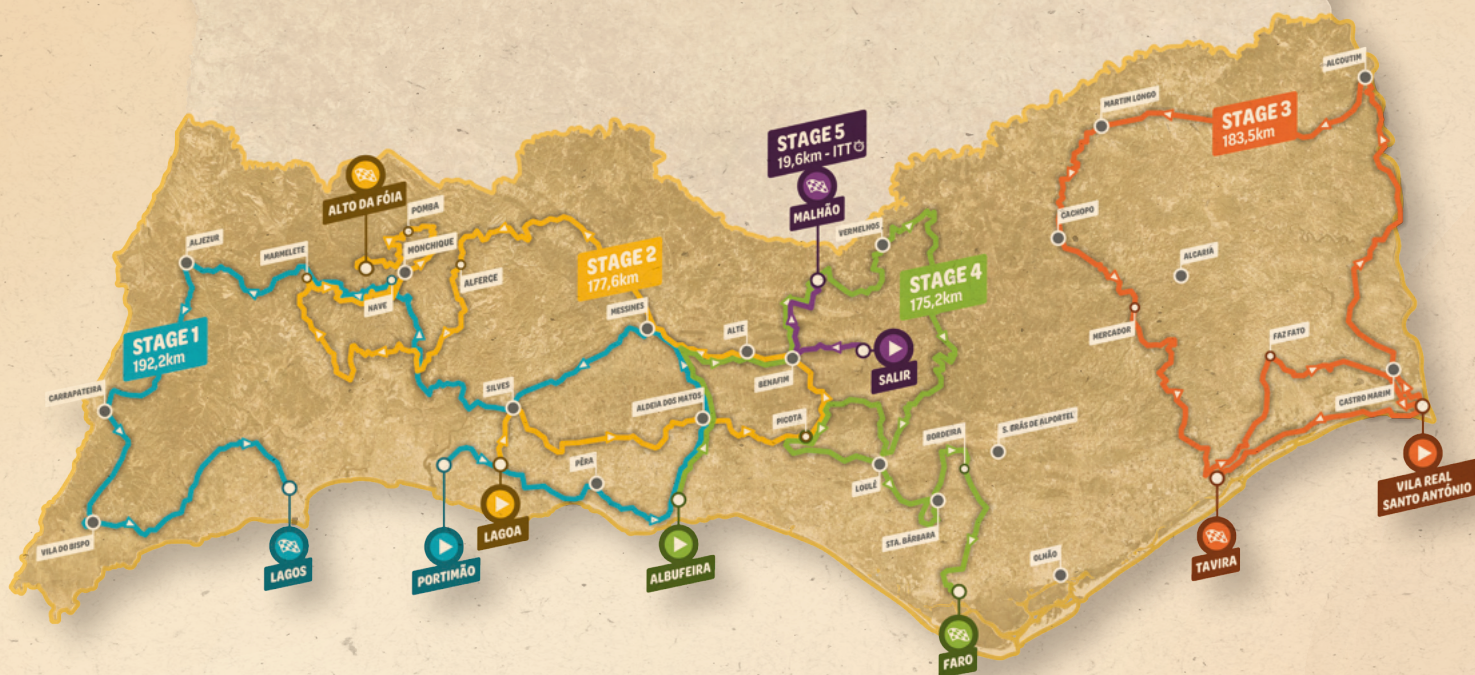 ALCOUTIM
MARTIM LONGO
STAGE 3
183,5km
STAGE 5
19,6km - ITT
MALHÃO
ALTO DA FÓIA
POMBA
MONCHIQUE
ALJEZUR
MARMELETE
NAVE
ALFERCE
STAGE 2
177,6km
VERMELHOS
STAGE 4
175,2km
CACHOPO
ALCARIA
MERCADOR
FAZ FATO
STAGE 1
192,2km
MESSINES
ALTE
BENAFIM
SALIR
CARRAPATEIRA
SILVES
ALDEIA DOS MATOS
PICOTA
BORDEIRA
S. BRÁS DE ALPORTEL
CASTRO MARIM
PÊRA
LOULÉ
VILA REAL
SANTO ANTÓNIO
VILA DO BISPO
LAGOS
PORTIMÃO
LAGOA
ALBUFEIRA
STA. BÁRBARA
OLHÃO
TAVIRA
FARO